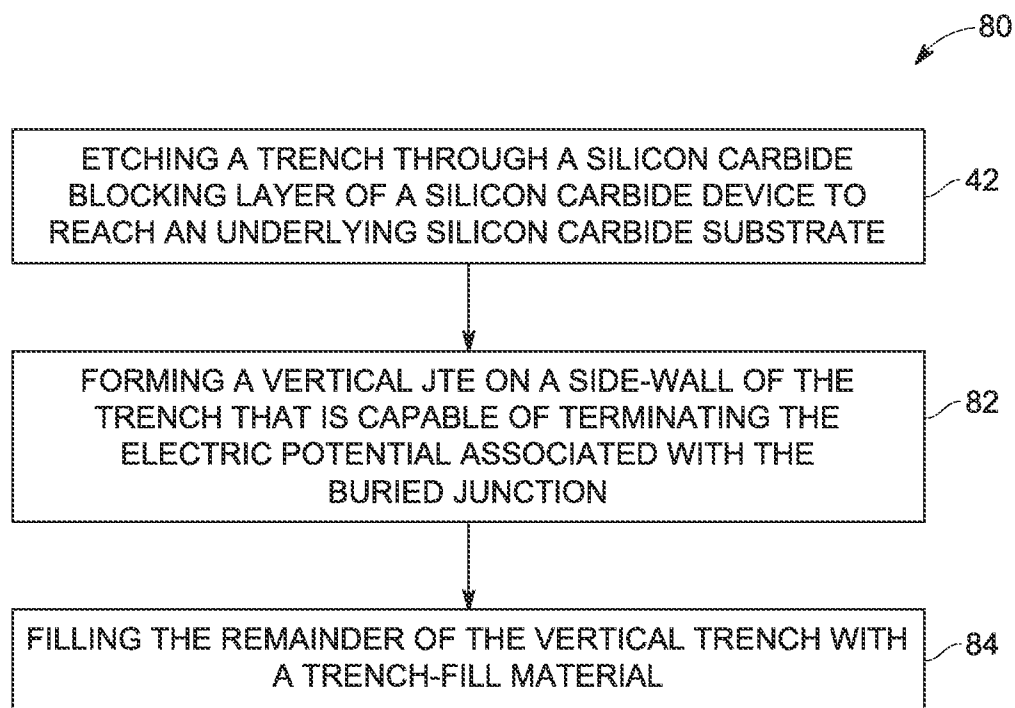 80
ETCHING A TRENCH THROUGH A SILICON CARBIDE
BLOCKING LAYER OF A SILICON CARBIDE DEVICE TO
REACH AN UNDERLYING SILICON CARBIDE SUBSTRATE
42
FORMING A VERTICAL JTE ON A SIDE-WALL OF THE
TRENCH THAT IS CAPABLE OF TERMINATING THE
ELECTRIC POTENTIAL ASSOCIATED WITH THE
BURIED JUNCTION
82
FILLING THE REMAINDER OF THE VERTICAL TRENCH WITH
A TRENCH-FILL MATERIAL
84